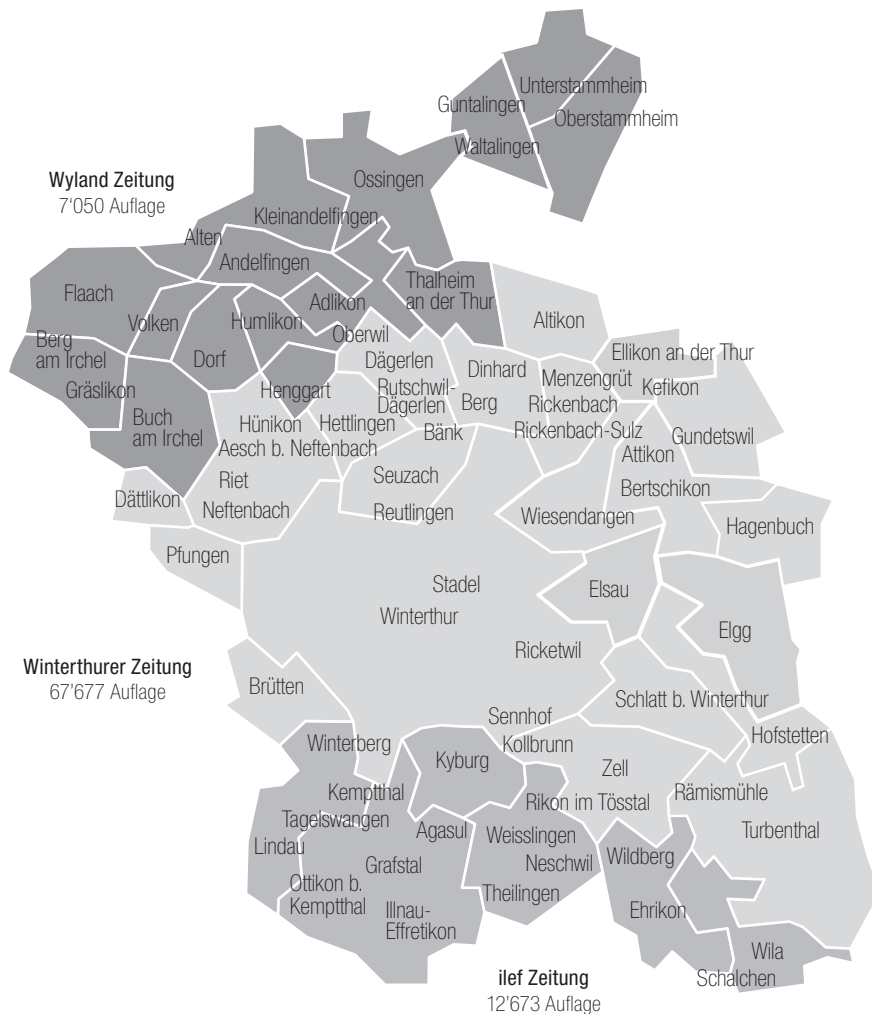 Unterstammheim
Guntalingen
Oberstammheim
Waltalingen
Wyland Zeitung
7‘050 Auflage
Ossingen
Kleinandelfingen
Alten
Andelfingen
Flaach
Thalheim
an der Thur
Adlikon
Volken
Humlikon
Altikon
Berg
am Irchel
Oberwil
Dorf
Dägerlen
Ellikon an der Thur
Dinhard
Menzengrüt
Kefikon
Gräslikon
Henggart
Rutschwil-
Dägerlen
Berg
Rickenbach
Buch
am Irchel
Hünikon
Hettlingen
Bänk
Rickenbach-Sulz
Gundetswil
Aesch b. Neftenbach
Attikon
Riet
Seuzach
Bertschikon
Dättlikon
Neftenbach
Reutlingen
Wiesendangen
Hagenbuch
Pfungen
Stadel
Elsau
Winterthur
Elgg
Ricketwil
Winterthurer Zeitung
67‘677 Auflage
Brütten
Schlatt b. Winterthur
Sennhof
Hofstetten
Winterberg
Kollbrunn
Kyburg
Zell
Kemptthal
Rikon im Tösstal
Rämismühle
Tagelswangen
Agasul
Weisslingen
Turbenthal
Lindau
Grafstal
Neschwil
Wildberg
Ottikon b.
Kemptthal
Theilingen
Illnau-
Effretikon
Ehrikon
Wila
Schalchen
ilef Zeitung
12‘673 Auflage